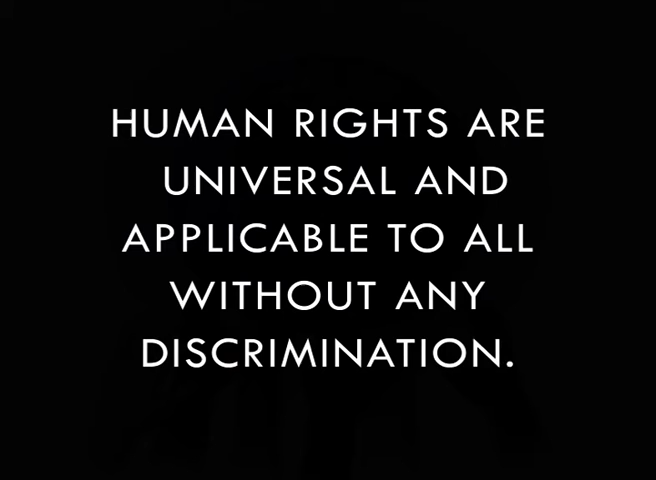 HUMAN RIGHTS ARE
UNIVERSAL AND
APPLICABLE TO ALL
WITHOUT ANY
DISCRIMINATION.